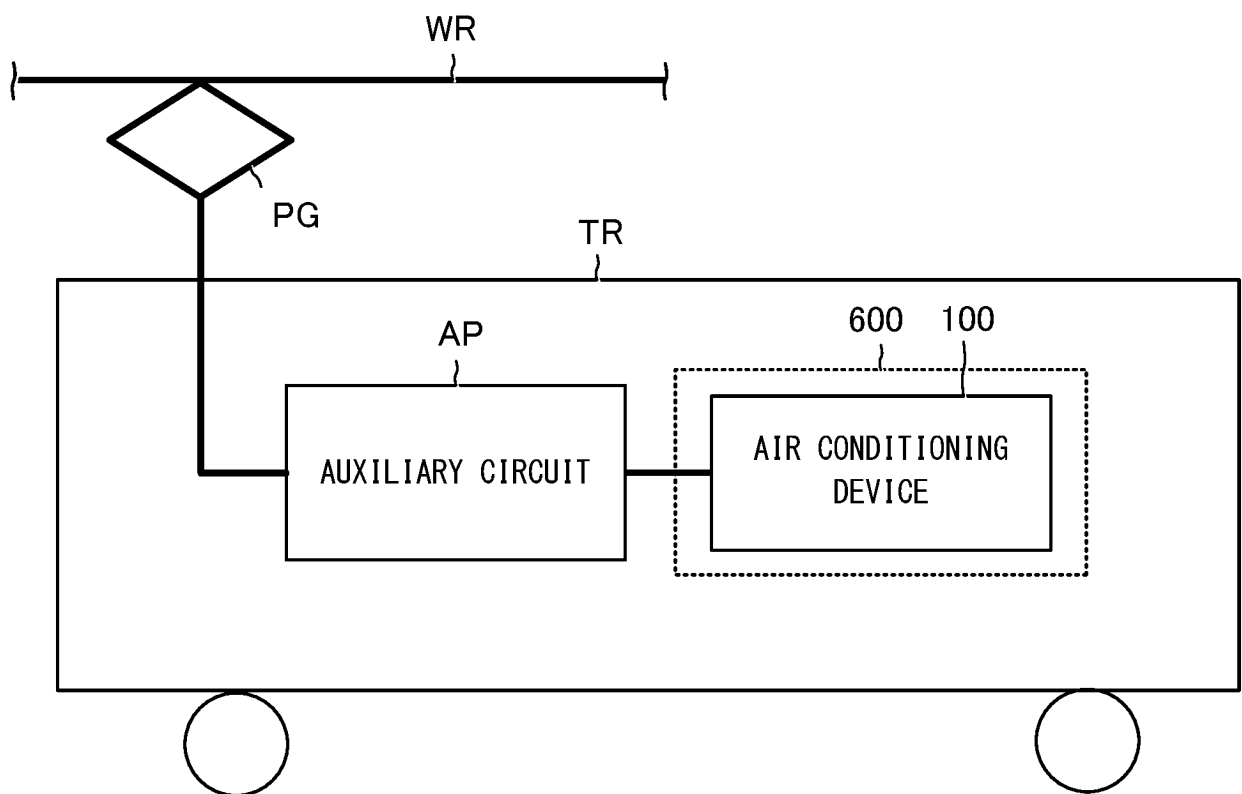 WR
PG
TR
600 100
AP
AUXILIARY CIRCUIT
AIR CONDITIONING
DEVICE